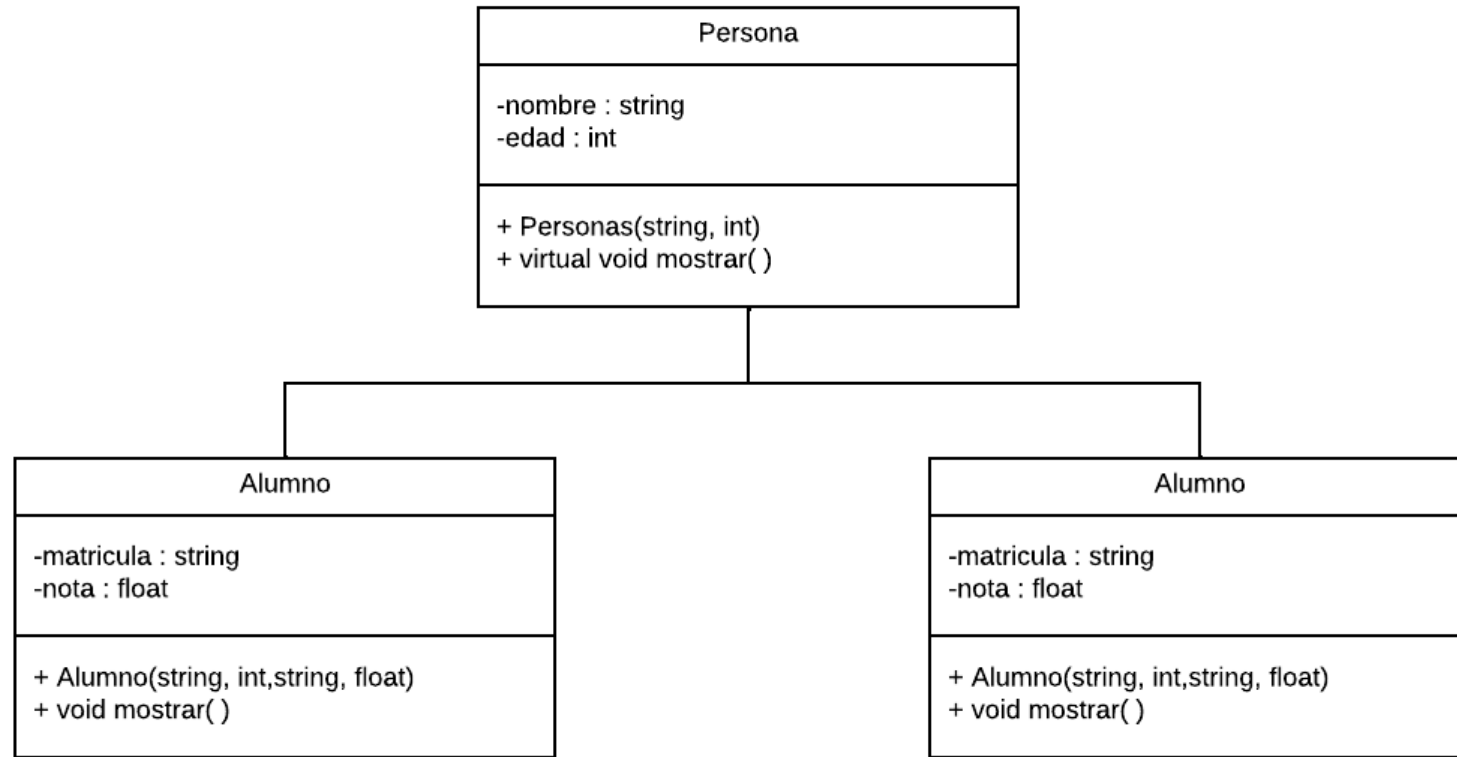 Persona
-nombre : string
-edad : int
+ Personas(string, int)
+ virtual void mostrar( )
Alumno
-matricula : string
-nota : float
+ Alumno(string, int,string, float)
+ void mostrar( )
Alumno
-matricula : string
-nota : float
+ Alumno(string, int,string, float)
+ void mostrar( )